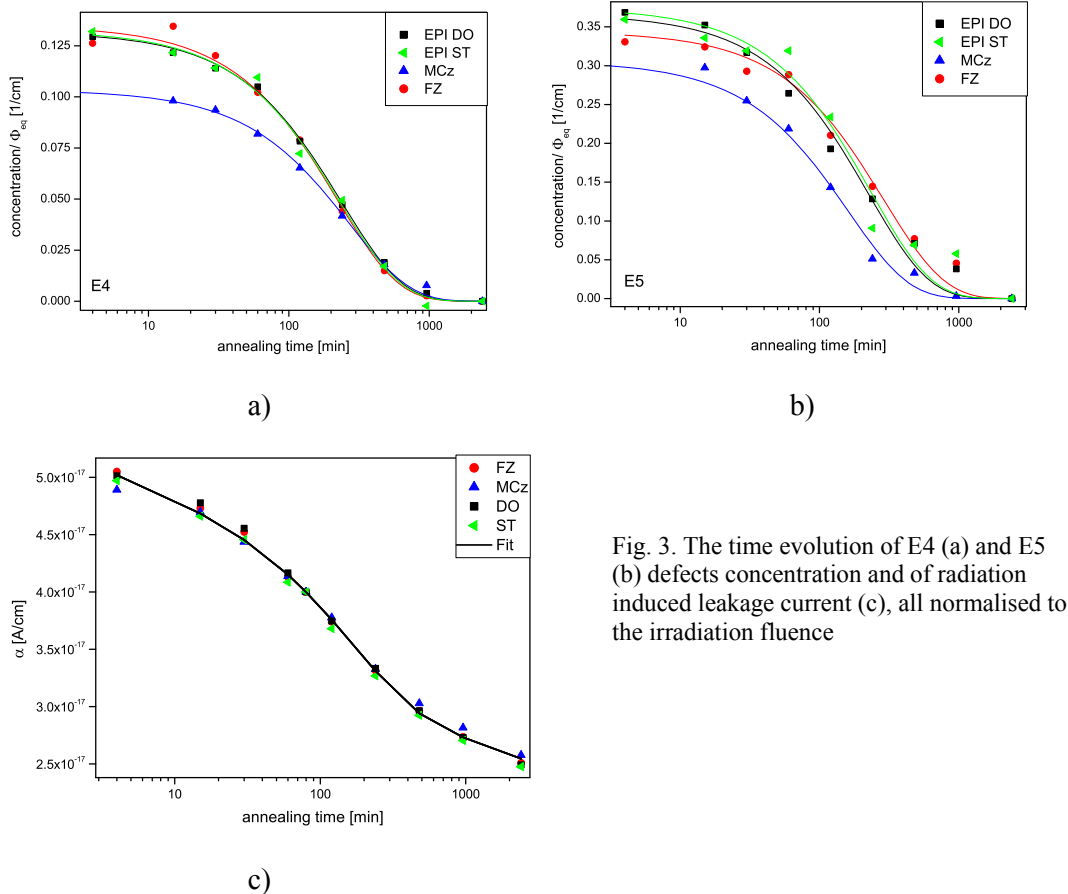 0.125
0.100
0.075
0.050
0.025
0.000
concentration/ Φeq [1/cm]
EPI DO
EPI ST
MCz
FZ
E4
10 100 1000
annealing time [min]
a)
0.35
0.30
0.25
0.20
0.15
0.10
0.05
0.00
concentration/ Φeq [1/cm]
EPI DO
EPI ST
MCz
FZ
E5
10 100 1000
annealing time [min]
b)
5.0x10⁻¹⁷
4.5x10⁻¹⁷
4.0x10⁻¹⁷
3.5x10⁻¹⁷
3.0x10⁻¹⁷
2.5x10⁻¹⁷
α [A/cm]
FZ
MCz
DO
ST
Fit
10 100 1000
annealing time [min]
c)
Fig. 3. The time evolution of E4 (a) and E5
(b) defects concentration and of radiation
induced leakage current (c), all normalised to
the irradiation fluence